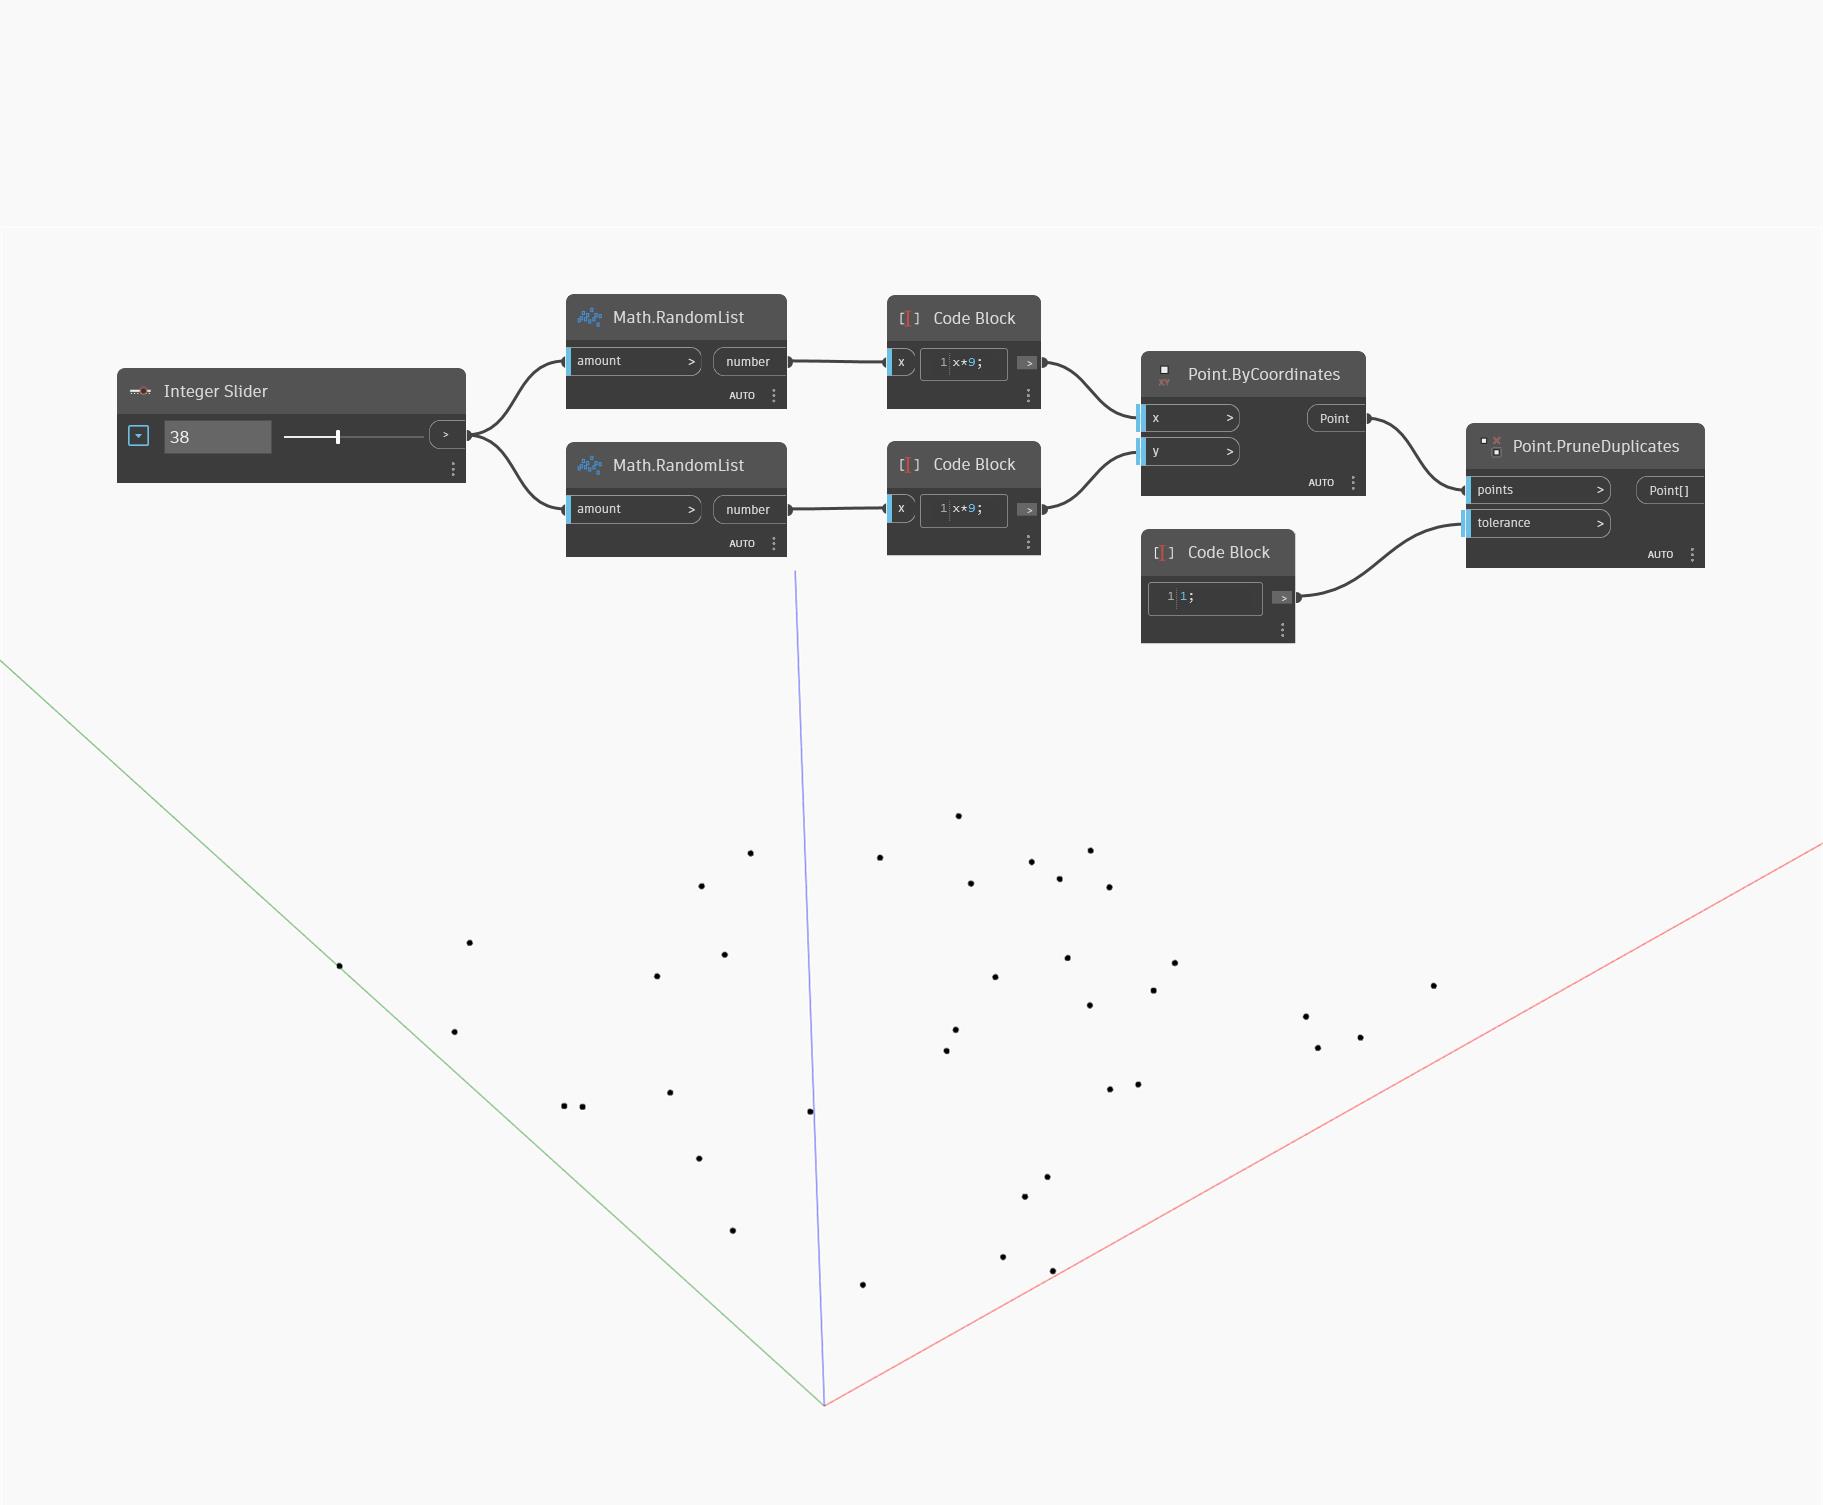 Integer Slider
38
>
Math.RandomList
amount > number
AUTO
Math.RandomList
amount > number
AUTO
Code Block
x 1 x*9; >
Code Block
x 1 x*9; >
XY Point.ByCoordinates
x > Point
y >
AUTO
Code Block
1 1; >
Point.PruneDuplicates
points > Point[]
tolerance >
AUTO